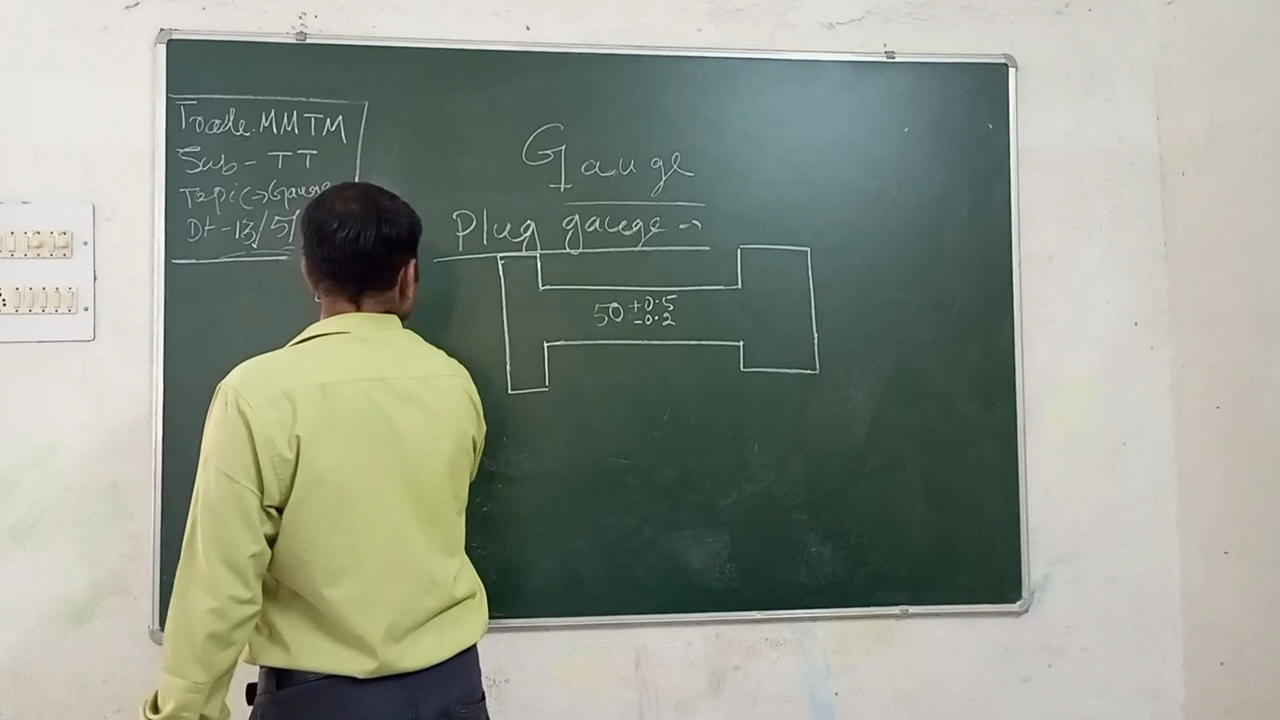 Trade. MMTM
Sub - TT
Topic -> Gauge
Dt - 13/5/
Gauge
Plug gauge ->
50 +0.5
-0.2